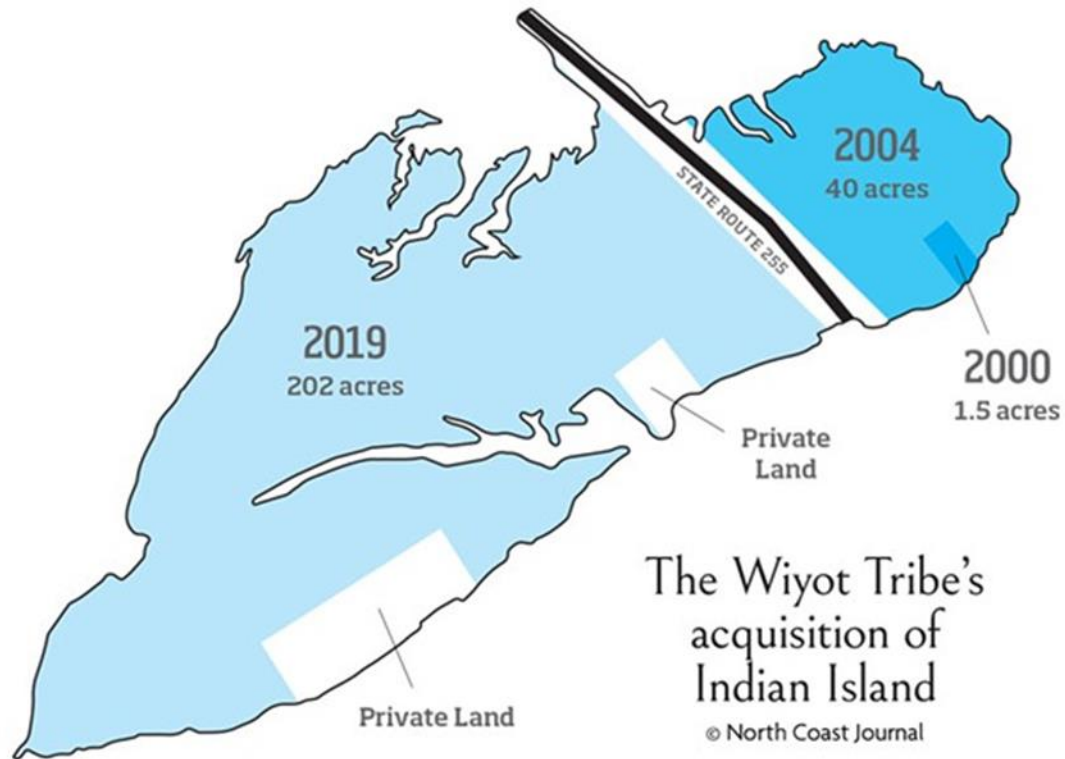 2004
40 acres
STATE ROUTE 255
2019
202 acres
2000
1.5 acres
Private
Land
Private Land
The Wiyot Tribe’s
acquisition of
Indian Island
© North Coast Journal